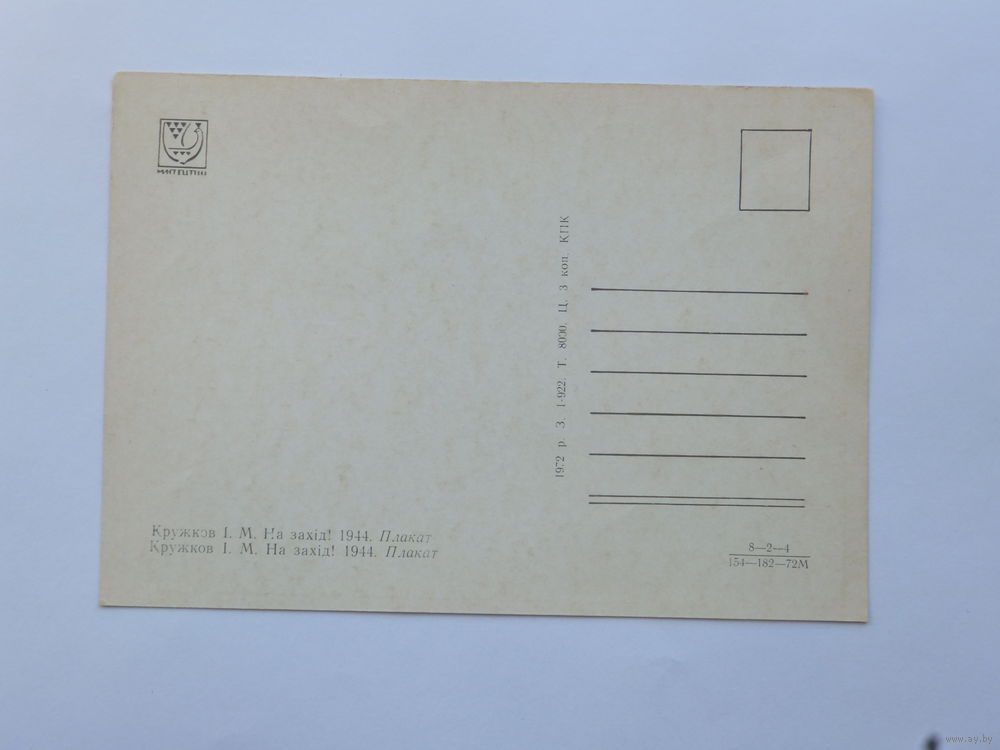 МИСТЕЦТВО
1972 р. З. 1-922. Т. 8000. Ц. 3 коп. КПК
Кружков І. М. На захід! 1944. Плакат
Кружков І. М. На захід! 1944. Плакат
8—2—4
154—182—72М
www.ay.by